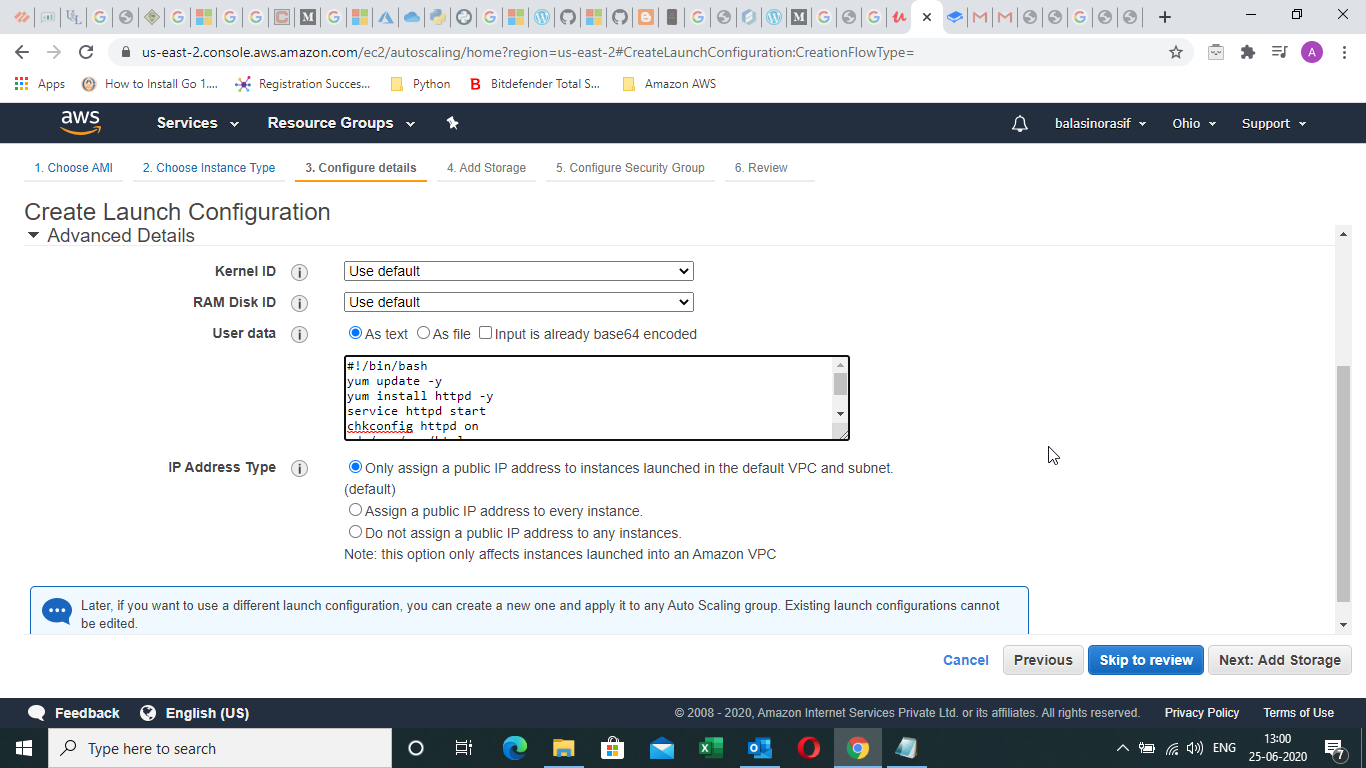 us-east-2.console.aws.amazon.com/ec2/autoscaling/home?region=us-east-2#CreateLaunchConfiguration:CreationFlowType=
A
Apps
How to Install Go 1....
Registration Succes...
Python
Bitdefender Total S...
Amazon AWS
aws
Services
Resource Groups
balasinorasif
Ohio
Support
1. Choose AMI
2. Choose Instance Type
3. Configure details
4. Add Storage
5. Configure Security Group
6. Review
Create Launch Configuration
Advanced Details
Kernel ID
Use default
RAM Disk ID
Use default
User data
As text As file Input is already base64 encoded
#!/bin/bash
yum update -y
yum install httpd -y
service httpd start
chkconfig httpd on
IP Address Type
Only assign a public IP address to instances launched in the default VPC and subnet.
(default)
Assign a public IP address to every instance.
Do not assign a public IP address to any instances.
Note: this option only affects instances launched into an Amazon VPC
Later, if you want to use a different launch configuration, you can create a new one and apply it to any Auto Scaling group. Existing launch configurations cannot
be edited.
Cancel
Previous
Skip to review
Next: Add Storage
Feedback
English (US)
© 2008 - 2020, Amazon Internet Services Private Ltd. or its affiliates. All rights reserved.
Privacy Policy
Terms of Use
Type here to search
ENG
13:00
25-06-2020
7